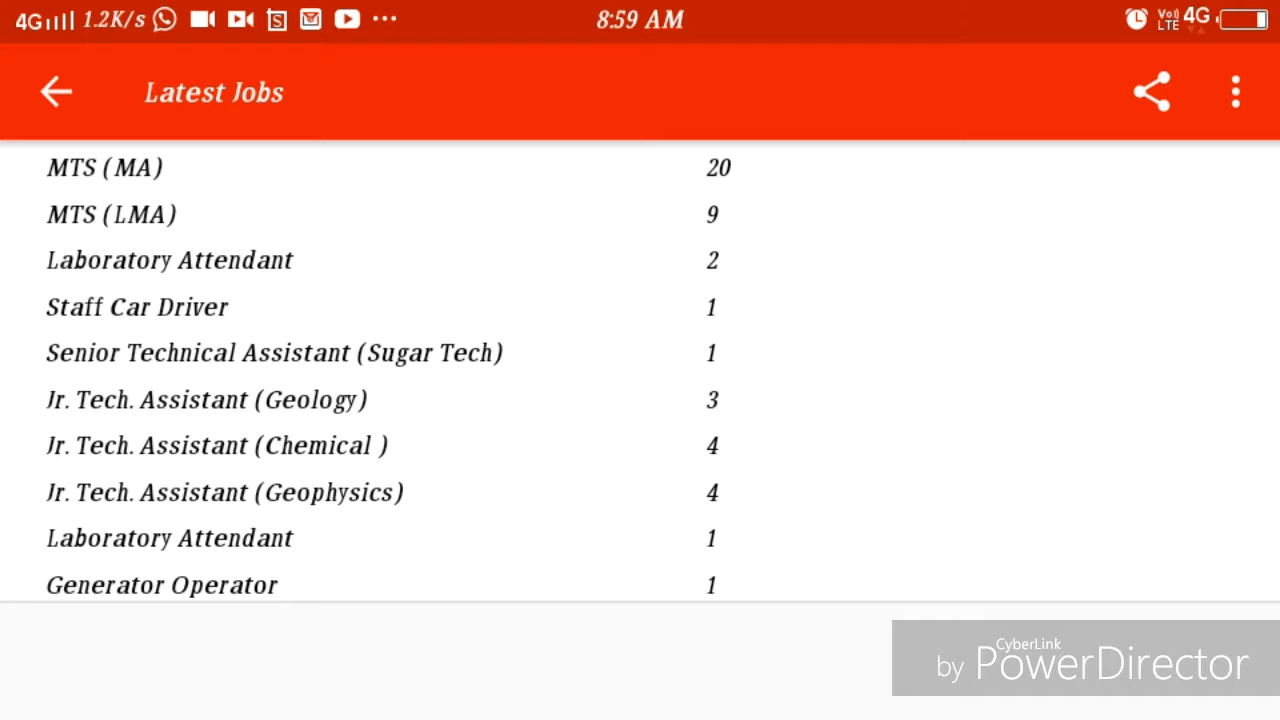 4G 1.2K/s 8:59 AM VoLTE 4G
Latest Jobs
MTS (MA) 20
MTS (LMA) 9
Laboratory Attendant 2
Staff Car Driver 1
Senior Technical Assistant (Sugar Tech) 1
Jr. Tech. Assistant (Geology) 3
Jr. Tech. Assistant (Chemical ) 4
Jr. Tech. Assistant (Geophysics) 4
Laboratory Attendant 1
Generator Operator 1
CyberLink
by PowerDirector